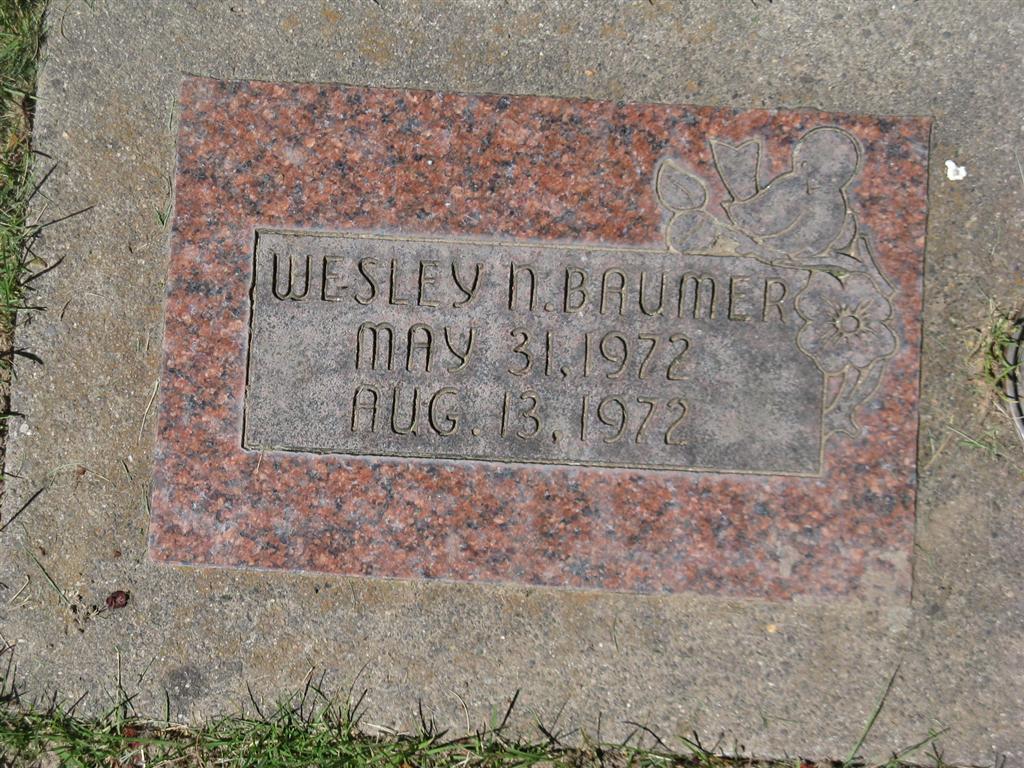 WESLEY N. BAUMER
MAY 31, 1972
AUG. 13, 1972